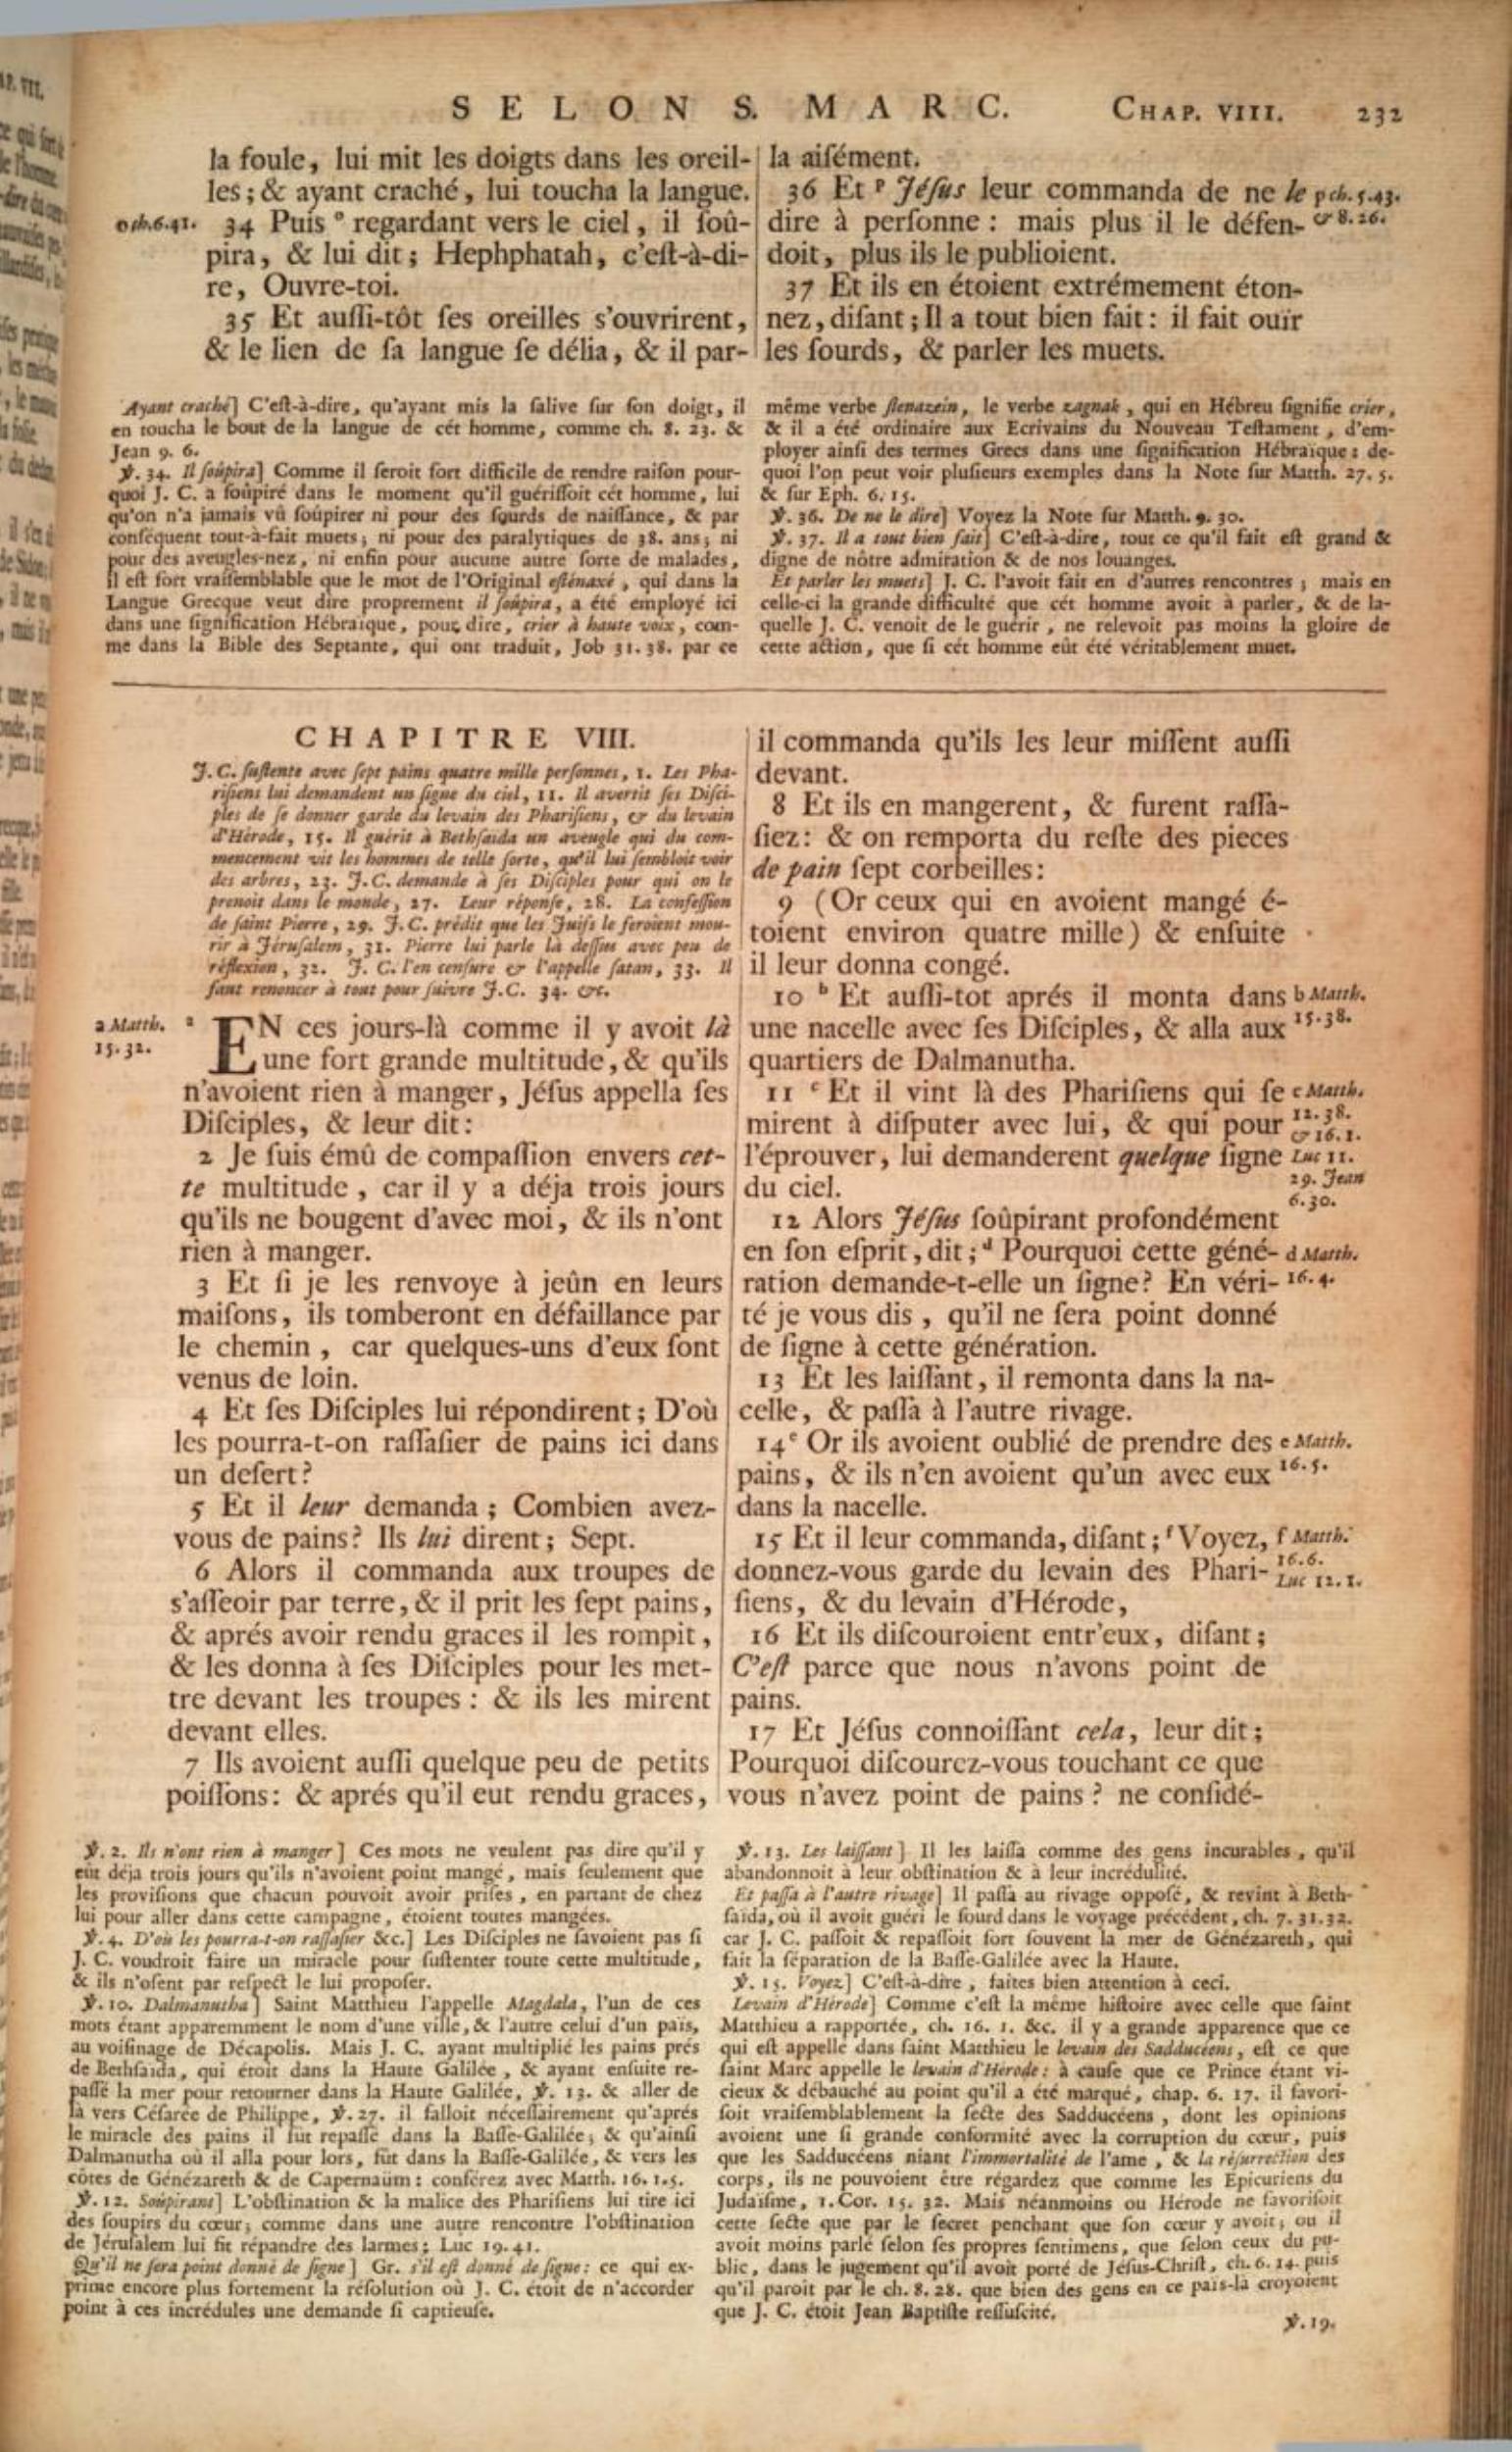 SELON S. MARC. CHAP. VIII. 232
la foule, lui mit les doigts dans les oreil-
les; & ayant craché, lui toucha la langue.
o ch.6.41.
34 Puis º regardant vers le ciel, il soû-
pira, & lui dit; Hephphatah, c'est-à-di-
re, Ouvre-toi.
35 Et aussi-tôt ses oreilles s'ouvrirent,
& le lien de sa langue se délia, & il par-
la aisément.
36 Et ᵖ Jésus leur commanda de ne le
dire à personne: mais plus il le défen-
doit, plus ils le publioient.
p ch. 5.43.
& 8.26.
37 Et ils en étoient extrémement éton-
nez, disant; Il a tout bien fait: il fait ouïr
les sourds, & parler les muets.
Ayant craché] C'est-à-dire, qu'ayant mis la salive sur son doigt, il
en toucha le bout de la langue de cét homme, comme ch. 8. 23. &
Jean 9. 6.
℣. 34. Il soûpira] Comme il seroit fort difficile de rendre raison pour-
quoi J. C. a soûpiré dans le moment qu'il guérissoit cét homme, lui
qu'on n'a jamais vû soûpirer ni pour des sourds de naissance, & par
conséquent tout-à-fait muets; ni pour des paralytiques de 38. ans; ni
pour des aveugles-nez, ni enfin pour aucune autre sorte de malades,
il est fort vraissemblable que le mot de l'Original esténaxé, qui dans la
Langue Grecque veut dire proprement il soûpira, a été employé ici
dans une signification Hébraïque, pour dire, crier à haute voix, com-
me dans la Bible des Septante, qui ont traduit, Job 31. 38. par ce
même verbe stenazein, le verbe zagnak, qui en Hébreu signifie crier,
& il a été ordinaire aux Ecrivains du Nouveau Testament, d'em-
ployer ainsi des termes Grecs dans une signification Hébraïque: de-
quoi l'on peut voir plusieurs exemples dans la Note sur Matth. 27. 5.
& sur Eph. 6. 15.
℣. 36. De ne le dire] Voyez la Note sur Matth. 9. 30.
℣. 37. Il a tout bien fait] C'est-à-dire, tout ce qu'il fait est grand &
digne de nôtre admiration & de nos louanges.
Et parler les muets] J. C. l'avoit fait en d'autres rencontres; mais en
celle-ci la grande difficulté que cét homme avoit à parler, & de la-
quelle J. C. venoit de le guérir, ne relevoit pas moins la gloire de
cette action, que si cét homme eût été véritablement muet.
CHAPITRE VIII.
J. C. sustente avec sept pains quatre mille personnes, 1. Les Pha-
risiens lui demandent un signe du ciel, 11. Il avertit ses Disci-
ples de se donner garde du levain des Pharisiens, & du levain
d'Hérode, 15. Il guérit à Bethsaïda un aveugle qui du com-
mencement vit les hommes de telle sorte, qu'il lui sembloit voir
des arbres, 23. J. C. demande à ses Disciples pour qui on le
prenoit dans le monde, 27. Leur réponse, 28. La confession
de saint Pierre, 29. J. C. prédit que les Juifs le feroient mou-
rir à Jérusalem, 31. Pierre lui parle là dessus avec peu de
réflexion, 32. J. C. l'en censure & l'appelle satan, 33. Il
faut renoncer à tout pour suivre J. C. 34. &c.
a Matth.
15. 32.
ª EN ces jours-là comme il y avoit là
une fort grande multitude, & qu'ils
n'avoient rien à manger, Jésus appella ses
Disciples, & leur dit:
2 Je suis émû de compassion envers cet-
te multitude, car il y a déja trois jours
qu'ils ne bougent d'avec moi, & ils n'ont
rien à manger.
3 Et si je les renvoye à jeûn en leurs
maisons, ils tomberont en défaillance par
le chemin, car quelques-uns d'eux sont
venus de loin.
4 Et ses Disciples lui répondirent; D'où
les pourra-t-on rassasier de pains ici dans
un desert?
5 Et il leur demanda; Combien avez-
vous de pains? Ils lui dirent; Sept.
6 Alors il commanda aux troupes de
s'asseoir par terre, & il prit les sept pains,
& aprés avoir rendu graces il les rompit,
& les donna à ses Disciples pour les met-
tre devant les troupes: & ils les mirent
devant elles.
7 Ils avoient aussi quelque peu de petits
poissons: & aprés qu'il eut rendu graces,
il commanda qu'ils les leur missent aussi
devant.
8 Et ils en mangerent, & furent rassa-
siez: & on remporta du reste des pieces
de pain sept corbeilles:
9 (Or ceux qui en avoient mangé é-
toient environ quatre mille) & ensuite
il leur donna congé.
10 ᵇ Et aussi-tot aprés il monta dans
une nacelle avec ses Disciples, & alla aux
quartiers de Dalmanutha.
b Matth.
15.38.
11 ᶜ Et il vint là des Pharisiens qui se
mirent à disputer avec lui, & qui pour
l'éprouver, lui demanderent quelque signe
du ciel.
c Matth.
12.38.
& 16.1.
Luc 11.
29. Jean
6.30.
12 Alors Jésus soûpirant profondément
en son esprit, dit; ᵈ Pourquoi cette géné-
ration demande-t-elle un signe? En véri-
té je vous dis, qu'il ne sera point donné
de signe à cette génération.
d Matth.
16.4.
13 Et les laissant, il remonta dans la na-
celle, & passa à l'autre rivage.
14 ᵉ Or ils avoient oublié de prendre des
pains, & ils n'en avoient qu'un avec eux
dans la nacelle.
e Matth.
16.5.
15 Et il leur commanda, disant; ᶠ Voyez,
donnez-vous garde du levain des Phari-
siens, & du levain d'Hérode,
f Matth.
16.6.
Luc 12.1.
16 Et ils discouroient entr'eux, disant;
C'est parce que nous n'avons point de
pains.
17 Et Jésus connoissant cela, leur dit;
Pourquoi discourez-vous touchant ce que
vous n'avez point de pains? ne considé-
℣. 2. Ils n'ont rien à manger] Ces mots ne veulent pas dire qu'il y
eût déja trois jours qu'ils n'avoient point mangé, mais seulement que
les provisions que chacun pouvoit avoir prises, en partant de chez
lui pour aller dans cette campagne, étoient toutes mangées.
℣. 4. D'où les pourra-t-on rassasier &c.] Les Disciples ne savoient pas si
J. C. voudroit faire un miracle pour sustenter toute cette multitude,
& ils n'osent par respect le lui proposer.
℣. 10. Dalmanutha] Saint Matthieu l'appelle Magdala, l'un de ces
mots étant apparemment le nom d'une ville, & l'autre celui d'un païs,
au voisinage de Décapolis. Mais J. C. ayant multiplié les pains prés
de Bethsaïda, qui étoit dans la Haute Galilée, & ayant ensuite re-
passé la mer pour retourner dans la Haute Galilée, ℣. 13. & aller de
là vers Césarée de Philippe, ℣. 27. il falloit nécessairement qu'aprés
le miracle des pains il fût repassé dans la Basse-Galilée; & qu'ainsi
Dalmanutha où il alla pour lors, fût dans la Basse-Galilée, & vers les
côtes de Génézareth & de Capernaüm: conférez avec Matth. 16. 1.5.
℣. 12. Soûpirant] L'obstination & la malice des Pharisiens lui tire ici
des soupirs du cœur; comme dans une autre rencontre l'obstination
de Jérusalem lui fit répandre des larmes; Luc 19. 41.
Qu'il ne sera point donné de signe] Gr. s'il est donné de signe: ce qui ex-
prime encore plus fortement la résolution où J. C. étoit de n'accorder
point à ces incrédules une demande si captieuse.
℣. 13. Les laissant] Il les laissa comme des gens incurables, qu'il
abandonnoit à leur obstination & à leur incrédulité.
Et passa à l'autre rivage] Il passa au rivage opposé, & revint à Beth-
saïda, où il avoit guéri le sourd dans le voyage précédent, ch. 7. 31.32.
car J. C. passoit & repassoit fort souvent la mer de Génézareth, qui
fait la séparation de la Basse-Galilée avec la Haute.
℣. 15. Voyez] C'est-à-dire, faites bien attention à ceci.
Levain d'Hérode] Comme c'est la même histoire avec celle que saint
Matthieu a rapportée, ch. 16. 1. &c. il y a grande apparence que ce
qui est appellé dans saint Matthieu le levain des Sadducéens, est ce que
saint Marc appelle le levain d'Hérode: à cause que ce Prince étant vi-
cieux & débauché au point qu'il a été marqué, chap. 6. 17. il favori-
soit vraisemblablement la secte des Sadducéens, dont les opinions
avoient une si grande conformité avec la corruption du cœur, puis
que les Sadducéens niant l'immortalité de l'ame, & la résurrection des
corps, ils ne pouvoient être régardez que comme les Epicuriens du
Judaïsme, 1. Cor. 15. 32. Mais néanmoins ou Hérode ne favorisoit
cette secte que par le secret penchant que son cœur y avoit; ou il
avoit moins parlé selon ses propres sentimens, que selon ceux du pu-
blic, dans le jugement qu'il avoit porté de Jésus-Christ, ch. 6. 14. puis
qu'il paroit par le ch. 8. 28. que bien des gens en ce païs-là croyoient
que J. C. étoit Jean Baptiste ressuscité.
℣. 19.